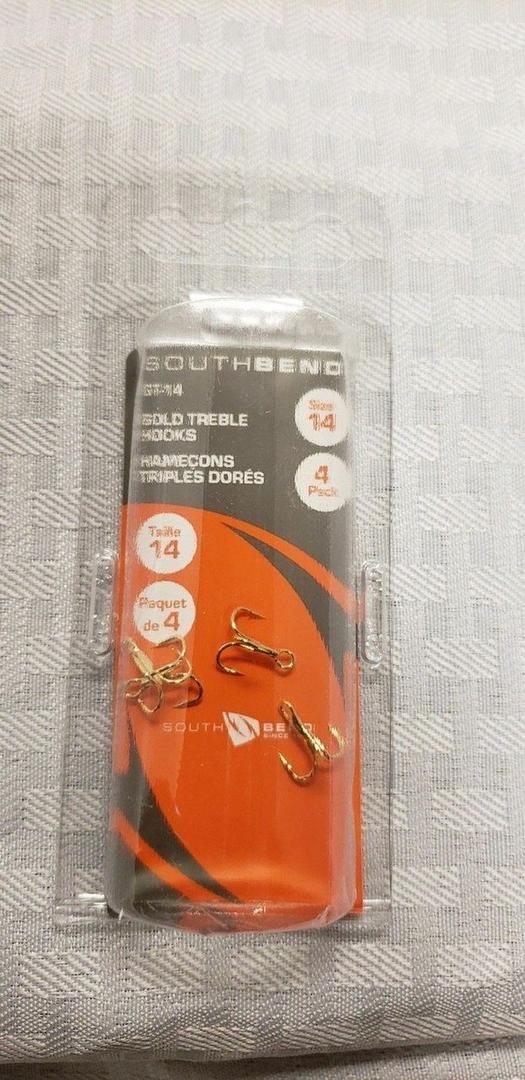 SOUTHBEND
GT-14
GOLD TREBLE
HOOKS
HAMEÇONS
TRIPLES DORÉS
Size
14
4
Pack
Taille
14
Paquet
de 4
SOUTH BEND
SINCE